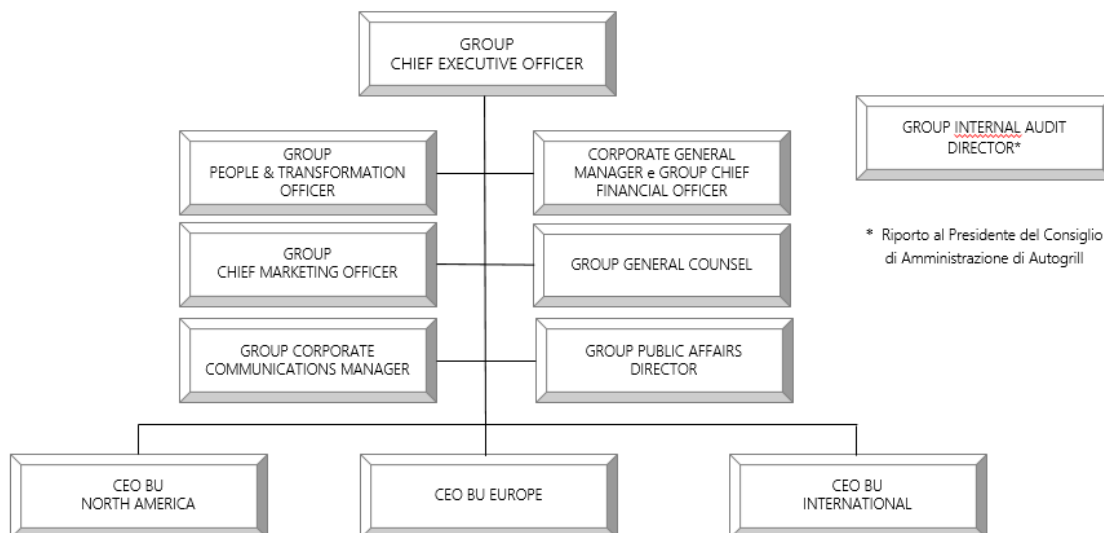 GROUP
CHIEF EXECUTIVE OFFICER
GROUP INTERNAL AUDIT
DIRECTOR*
* Riporto al Presidente del Consiglio
di Amministrazione di Autogrill
GROUP
PEOPLE & TRANSFORMATION
OFFICER
CORPORATE GENERAL
MANAGER e GROUP CHIEF
FINANCIAL OFFICER
GROUP
CHIEF MARKETING OFFICER
GROUP GENERAL COUNSEL
GROUP CORPORATE
COMMUNICATIONS MANAGER
GROUP PUBLIC AFFAIRS
DIRECTOR
CEO BU
NORTH AMERICA
CEO BU EUROPE
CEO BU
INTERNATIONAL